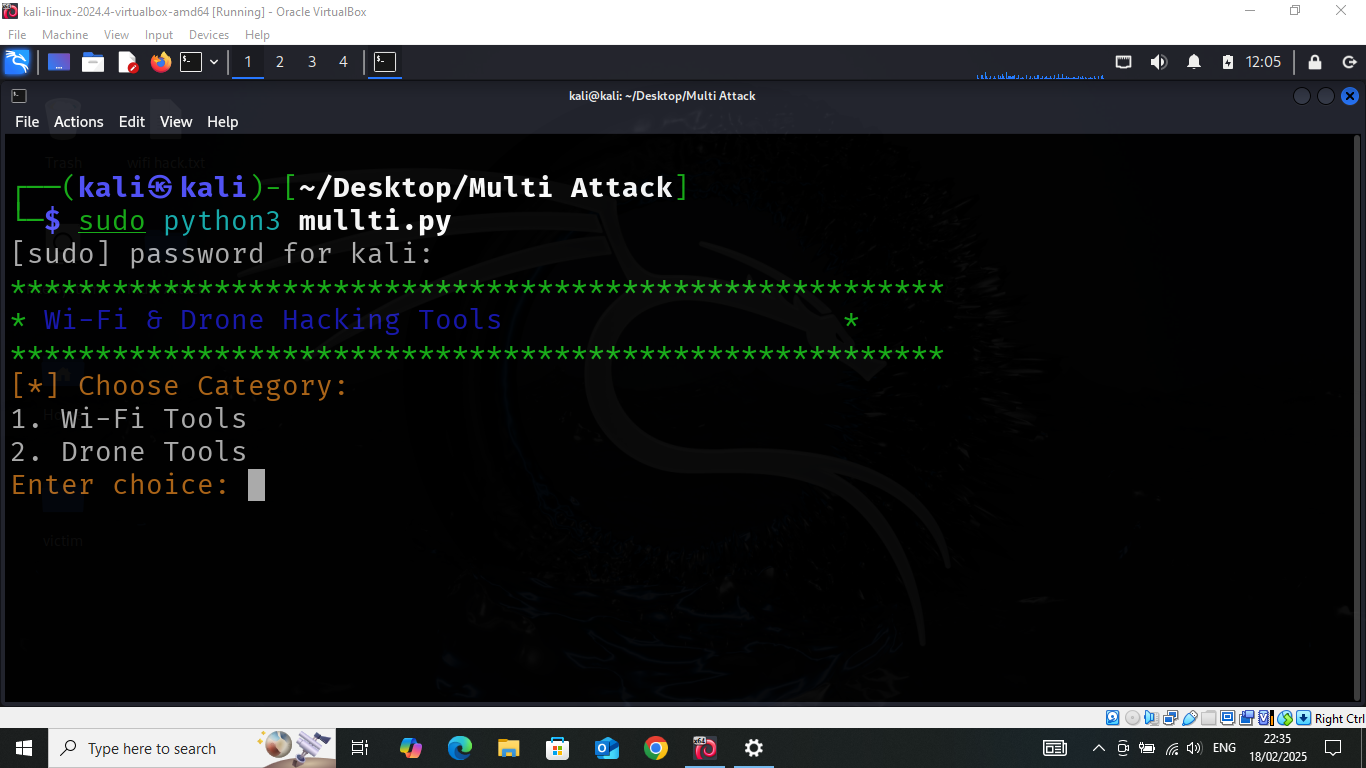 kali-linux-2024.4-virtualbox-amd64 [Running] - Oracle VirtualBox
File Machine View Input Devices Help
1 2 3 4 12:05
kali@kali: ~/Desktop/Multi Attack
File Actions Edit View Help
Trash wifi hack.txt
┌──(kali㉿kali)-[~/Desktop/Multi Attack]
└─$ sudo python3 mullti.py
[sudo] password for kali:
*******************************************************
* Wi-Fi & Drone Hacking Tools                    *
*******************************************************
[*] Choose Category:
1. Wi-Fi Tools
2. Drone Tools
Enter choice:
victim
Right Ctrl
Type here to search
ENG
22:35
18/02/2025